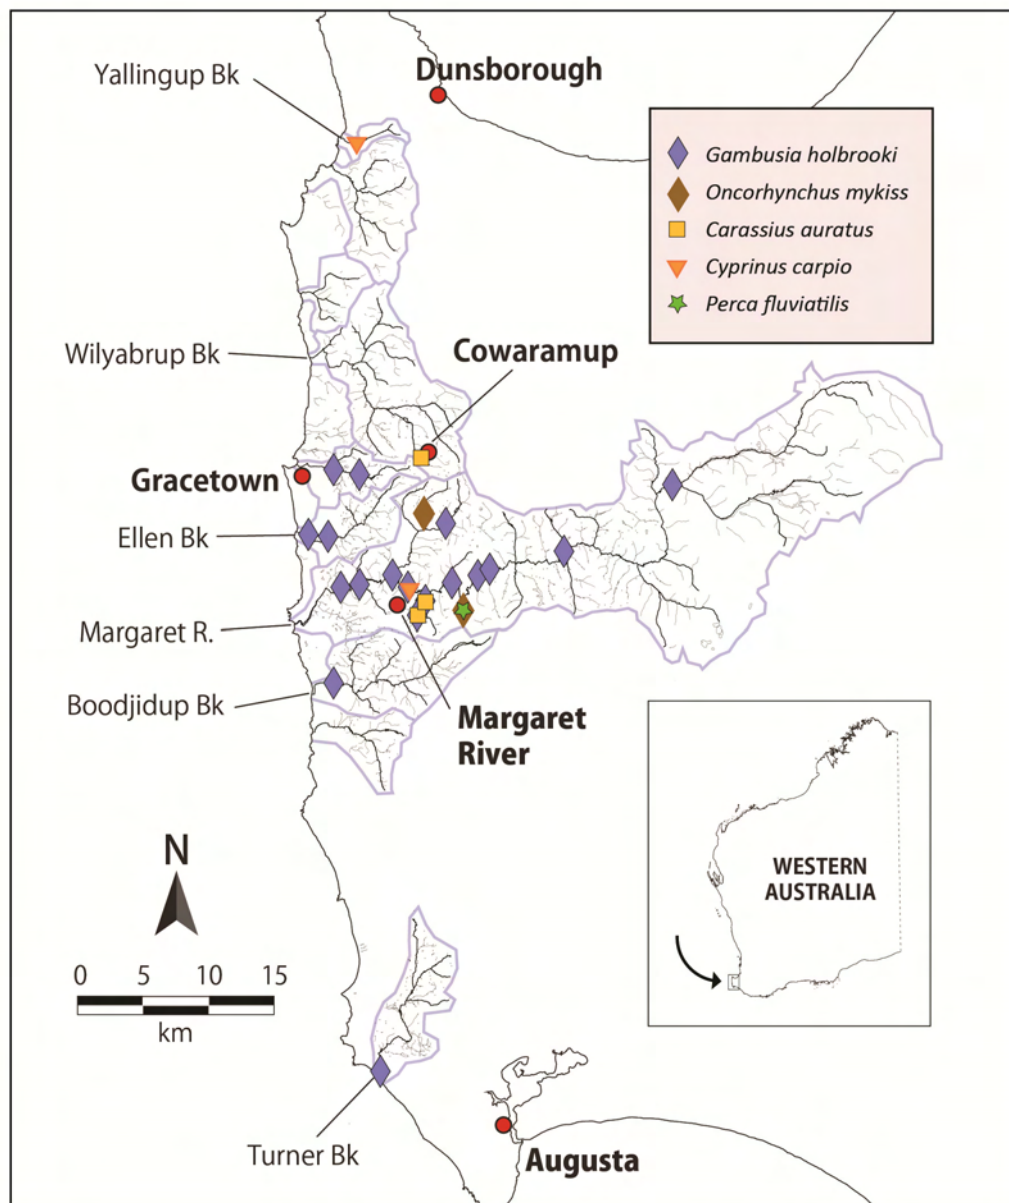 Yallingup Bk
Dunsborough
Gambusia holbrooki
Oncorhynchus mykiss
Carassius auratus
Cyprinus carpio
Perca fluviatilis
Wilyabrup Bk
Cowaramup
Gracetown
Ellen Bk
Margaret R.
Boodjidup Bk
Margaret
River
N
0 5 10 15
km
WESTERN
AUSTRALIA
Turner Bk
Augusta